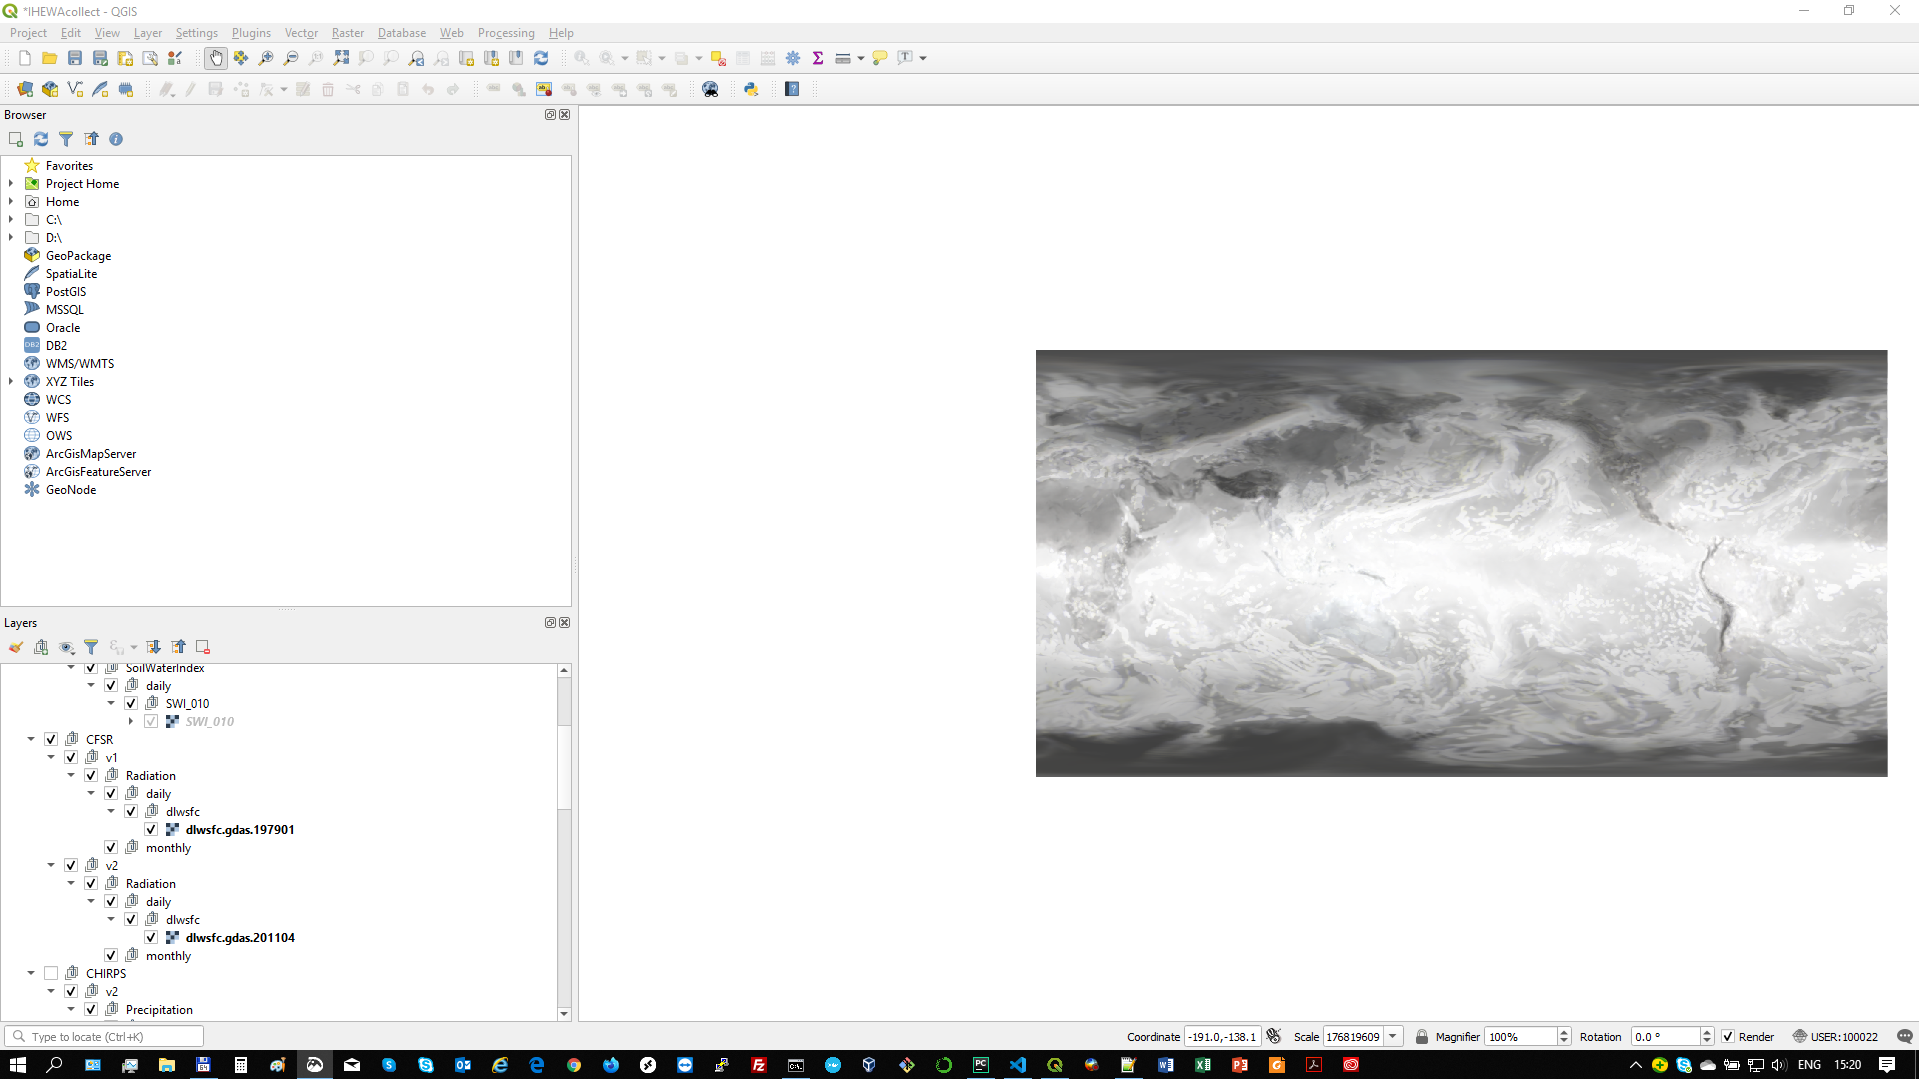 *IHEWAcollect - QGIS
Project Edit View Layer Settings Plugins Vector Raster Database Web Processing Help
Browser
Favorites
Project Home
Home
C:\
D:\
GeoPackage
SpatiaLite
PostGIS
MSSQL
Oracle
DB2
WMS/WMTS
XYZ Tiles
WCS
WFS
OWS
ArcGisMapServer
ArcGisFeatureServer
GeoNode
Layers
SoilWaterIndex
daily
SWI_010
SWI_010
CFSR
v1
Radiation
daily
dlwsfc
dlwsfc.gdas.197901
monthly
v2
Radiation
daily
dlwsfc
dlwsfc.gdas.201104
monthly
CHIRPS
v2
Precipitation
Type to locate (Ctrl+K) Coordinate -191.0,-138.1 Scale 176819609 Magnifier 100% Rotation 0.0 ° Render USER:100022
ENG 15:20